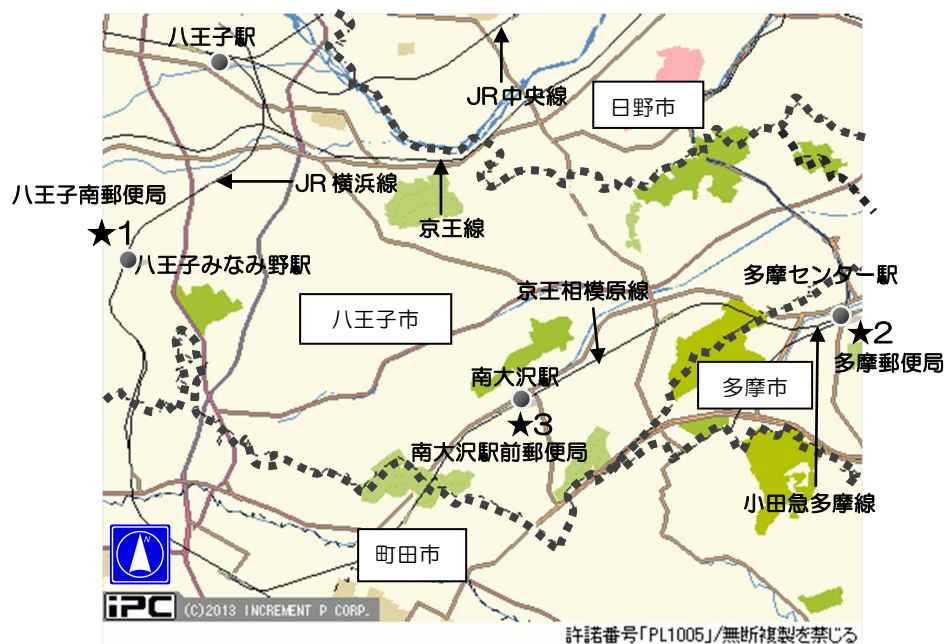 八王子駅
JR中央線
日野市
八王子南郵便局
JR横浜線
★1
京王線
八王子みなみ野駅
多摩センター駅
京王相模原線
八王子市
★2
多摩郵便局
南大沢駅
多摩市
★3
南大沢駅前郵便局
小田急多摩線
町田市
N
iPC (C)2013 INCREMENT P CORP.
許諾番号「PL1005」/無断複製を禁じる